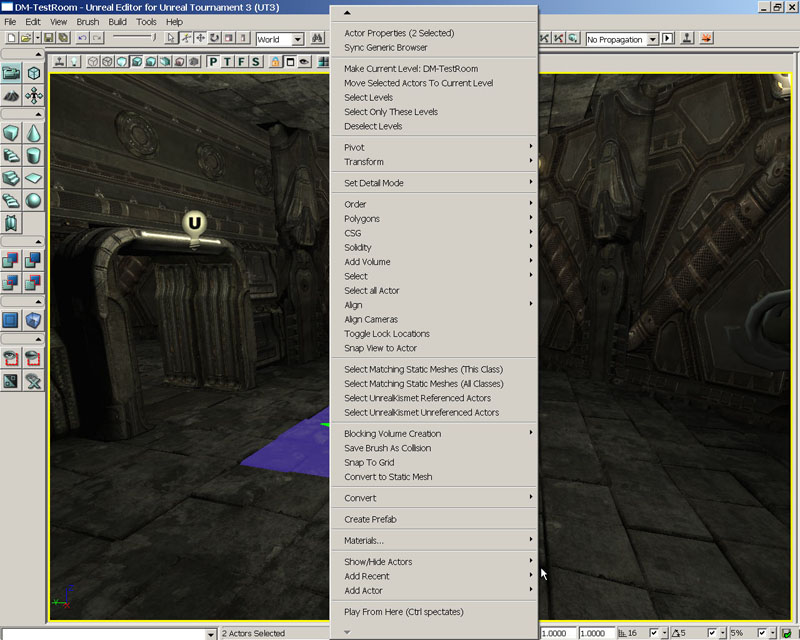 DM-TestRoom - Unreal Editor for Unreal Tournament 3 (UT3)
File Edit View Brush Build Tools Help
World
No Propagation
P T F S
U
Actor Properties (2 Selected)
Sync Generic Browser
Make Current Level: DM-TestRoom
Move Selected Actors To Current Level
Select Levels
Select Only These Levels
Deselect Levels
Pivot
Transform
Set Detail Mode
Order
Polygons
CSG
Solidity
Add Volume
Select
Select all Actor
Align
Align Cameras
Toggle Lock Locations
Snap View to Actor
Select Matching Static Meshes (This Class)
Select Matching Static Meshes (All Classes)
Select UnrealKismet Referenced Actors
Select UnrealKismet Unreferenced Actors
Blocking Volume Creation
Save Brush As Collision
Snap To Grid
Convert to Static Mesh
Convert
Create Prefab
Materials...
Show/Hide Actors
Add Recent
Add Actor
Play From Here (Ctrl spectates)
2 Actors Selected
1.0000 1.0000 16 5 5%